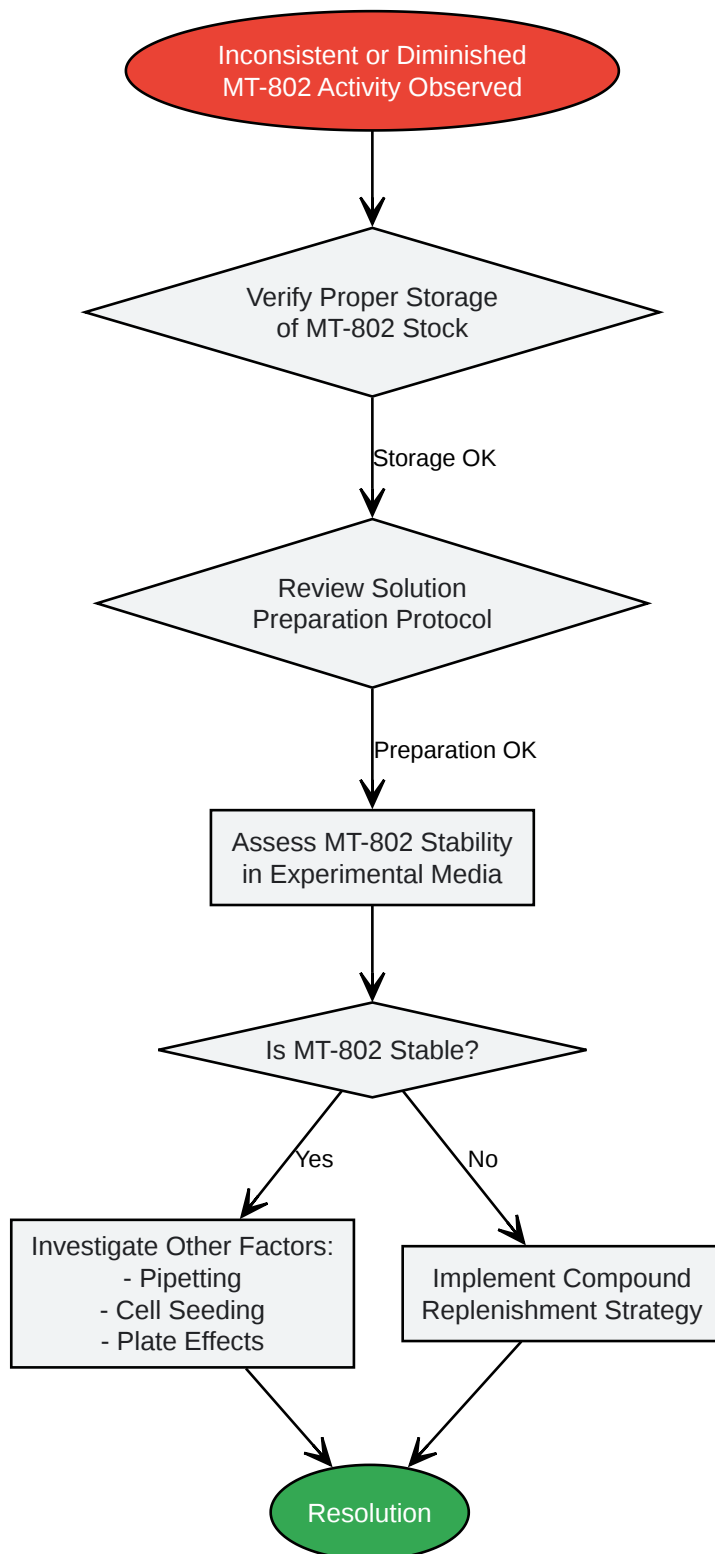 Inconsistent or Diminished
MT-802 Activity Observed
Verify Proper Storage
of MT-802 Stock
Storage OK
Review Solution
Preparation Protocol
Preparation OK
Assess MT-802 Stability
in Experimental Media
Is MT-802 Stable?
Yes
No
Investigate Other Factors:
- Pipetting
- Cell Seeding
- Plate Effects
Implement Compound
Replenishment Strategy
Resolution